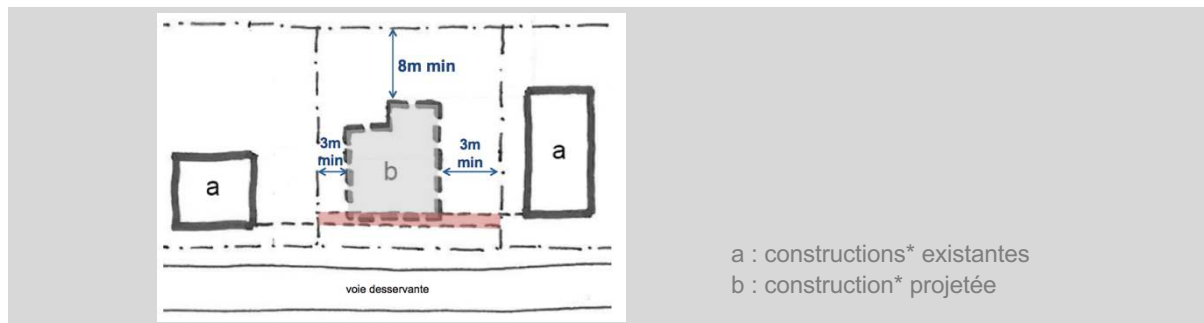 8m min
3m
min
3m
min
a
b
a
voie desservante
a : constructions* existantes
b : construction* projetée